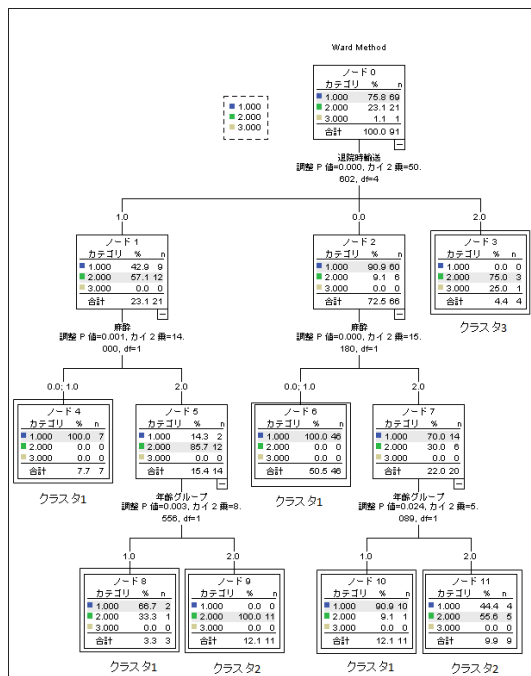 Ward Method
ノード 0
カテゴリ % n
1.000 75.8 69
2.000 23.1 21
3.000 1.1 1
合計 100.0 91
1.000
2.000
3.000
退院時輸送
調整 P 値=0.000, カイ 2 乗=50.
602, df=4
1.0
0.0
2.0
ノード 1
カテゴリ % n
1.000 42.9 9
2.000 57.1 12
3.000 0.0 0
合計 23.1 21
ノード 2
カテゴリ % n
1.000 90.9 60
2.000 9.1 6
3.000 0.0 0
合計 72.5 66
ノード 3
カテゴリ % n
1.000 0.0 0
2.000 75.0 3
3.000 25.0 1
合計 4.4 4
クラスタ3
麻酔
調整 P 値=0.001, カイ 2 乗=14.
000, df=1
麻酔
調整 P 値=0.000, カイ 2 乗=15.
180, df=1
0.0; 1.0
2.0
0.0; 1.0
2.0
ノード 4
カテゴリ % n
1.000 100.0 7
2.000 0.0 0
3.000 0.0 0
合計 7.7 7
クラスタ1
ノード 5
カテゴリ % n
1.000 14.3 2
2.000 85.7 12
3.000 0.0 0
合計 15.4 14
ノード 6
カテゴリ % n
1.000 100.0 46
2.000 0.0 0
3.000 0.0 0
合計 50.5 46
クラスタ1
ノード 7
カテゴリ % n
1.000 70.0 14
2.000 30.0 6
3.000 0.0 0
合計 22.0 20
年齢グループ
調整 P 値=0.003, カイ 2 乗=8.
556, df=1
年齢グループ
調整 P 値=0.024, カイ 2 乗=5.
089, df=1
1.0
2.0
1.0
2.0
ノード 8
カテゴリ % n
1.000 66.7 2
2.000 33.3 1
3.000 0.0 0
合計 3.3 3
クラスタ1
ノード 9
カテゴリ % n
1.000 0.0 0
2.000 100.0 11
3.000 0.0 0
合計 12.1 11
クラスタ2
ノード 10
カテゴリ % n
1.000 90.9 10
2.000 9.1 1
3.000 0.0 0
合計 12.1 11
クラスタ1
ノード 11
カテゴリ % n
1.000 44.4 4
2.000 55.6 5
3.000 0.0 0
合計 9.9 9
クラスタ2